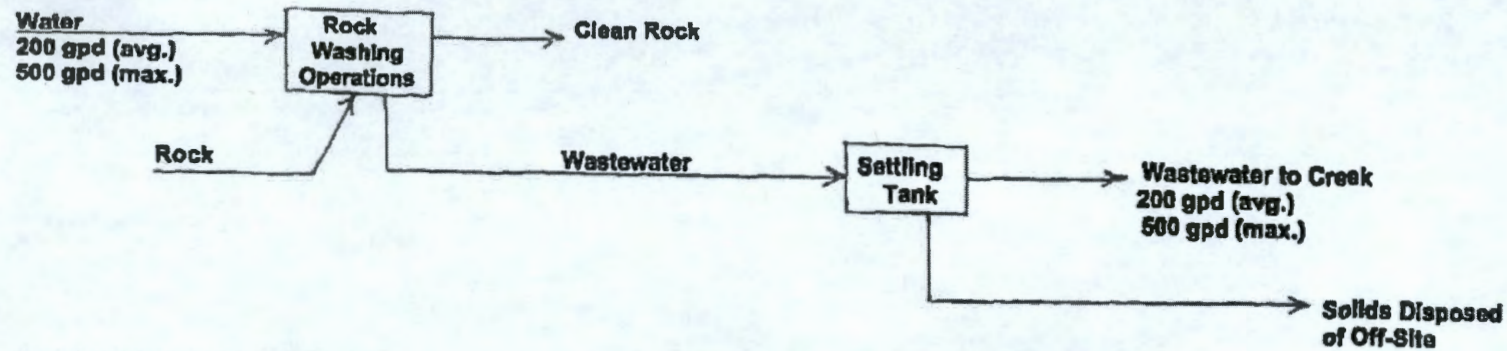 Water
200 gpd (avg.)
500 gpd (max.)
Rock
Washing
Operations
Clean Rock
Rock
Wastewater
Settling
Tank
Wastewater to Creek
200 gpd (avg.)
500 gpd (max.)
Solids Disposed
of Off-Site